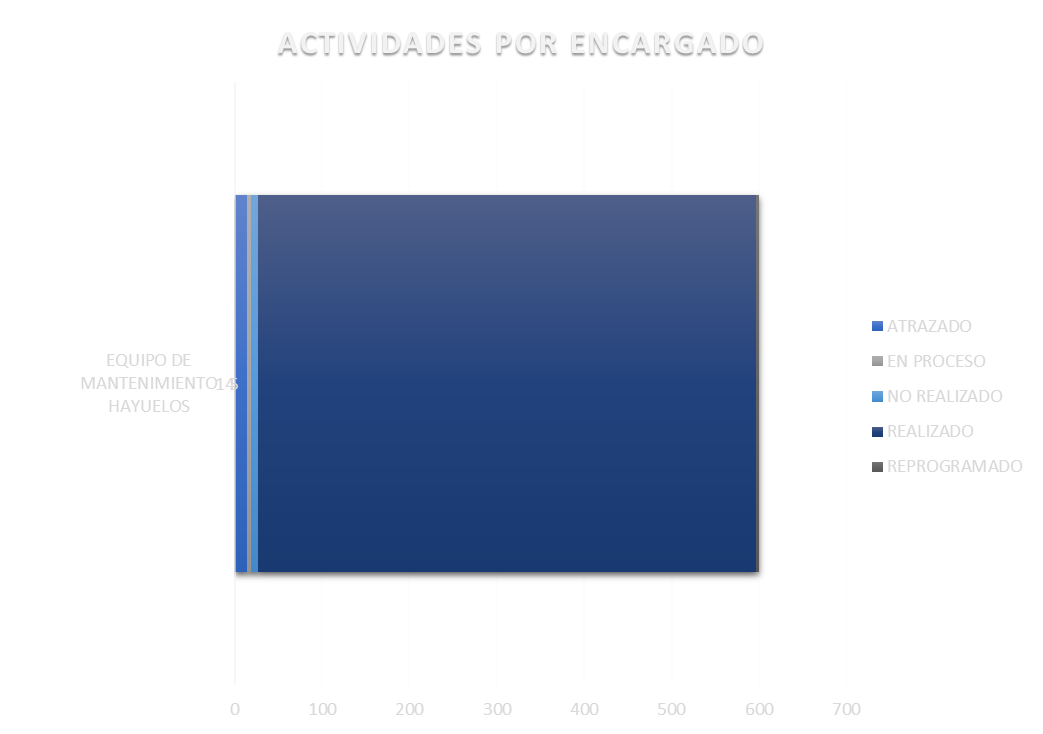 ACTIVIDADES POR ENCARGADO
EQUIPO DE
MANTENIMIENTO
HAYUELOS
ATRAZADO
EN PROCESO
NO REALIZADO
REALIZADO
REPROGRAMADO
0 100 200 300 400 500 600 700